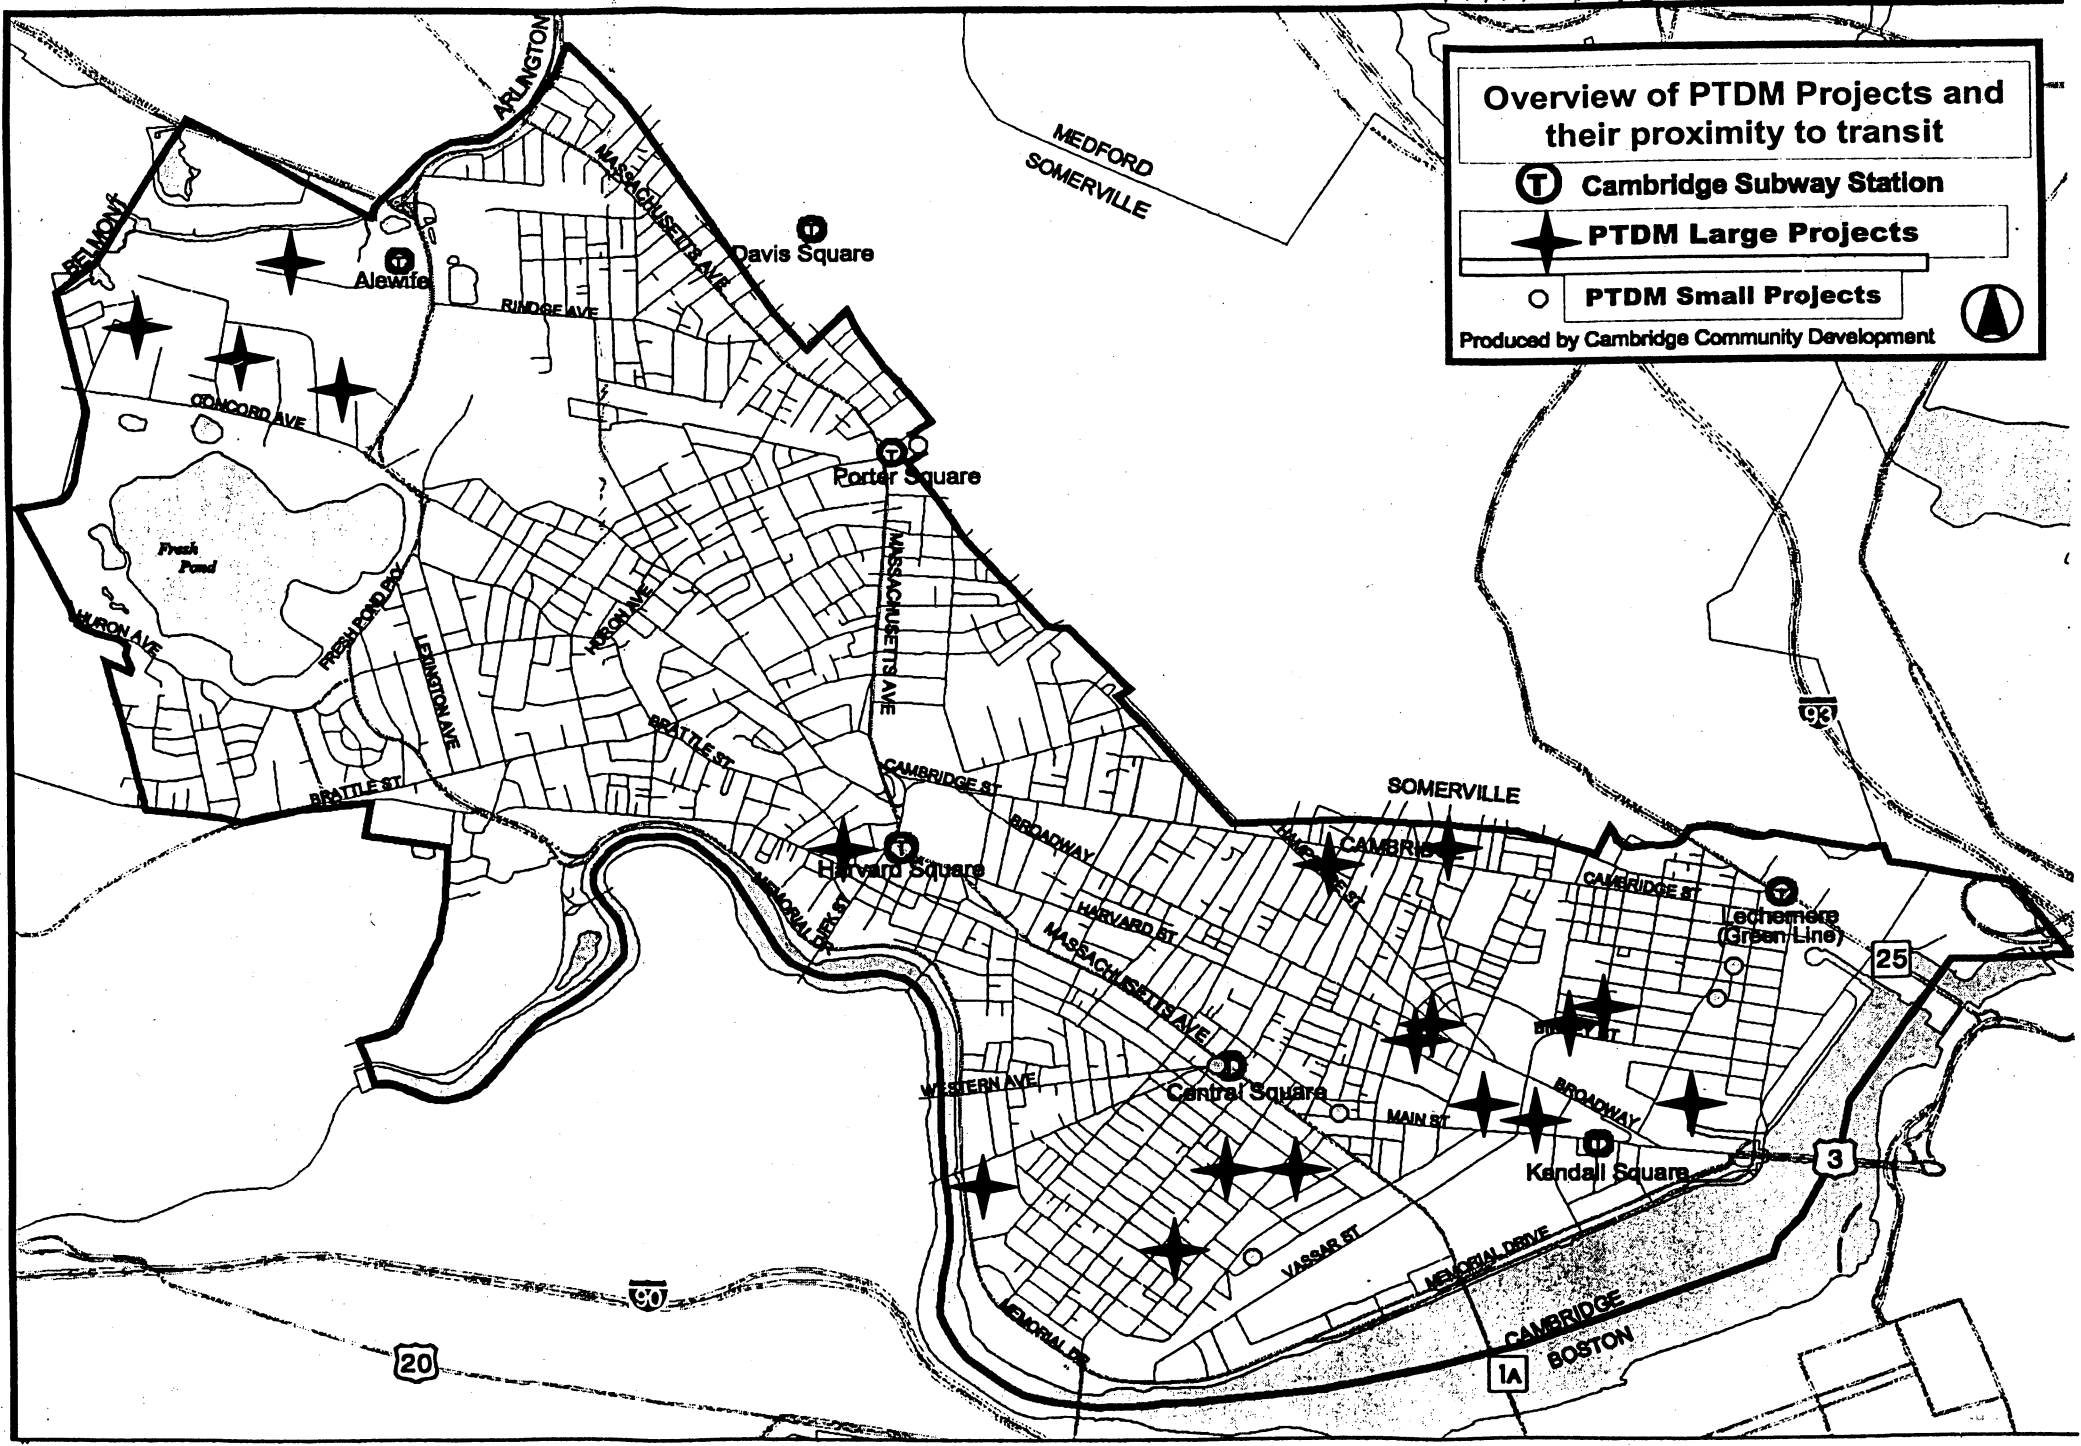 Overview of PTDM Projects and
their proximity to transit
T Cambridge Subway Station
PTDM Large Projects
PTDM Small Projects
Produced by Cambridge Community Development
ARLINGTON
MEDFORD
SOMERVILLE
MASSACHUSETTS AVE
BELMONT
T
Davis Square
T
Alewife
RINDGE AVE
CONCORD AVE
T
Porter Square
Fresh
Pond
MASSACHUSETTS AVE
HURON AVE
FRESH POND PKY
HURON AVE
LEXINGTON AVE
93
BRATTLE ST
BRATTLE ST
CAMBRIDGE ST
SOMERVILLE
BROADWAY
T
Harvard Square
CAMBRID
CAMBRIDGE ST
T
Lechemere
(Green Line)
MEMORIAL DR
JFK ST
HARVARD ST
MASSACHUSETTS AVE
25
T
Central Square
WESTERN AVE
MAIN ST
BROADWAY
T
Kendall Square
3
VASSAR ST
MEMORIAL DRIVE
MEMORIAL DR
CAMBRIDGE
BOSTON
90
20
1A